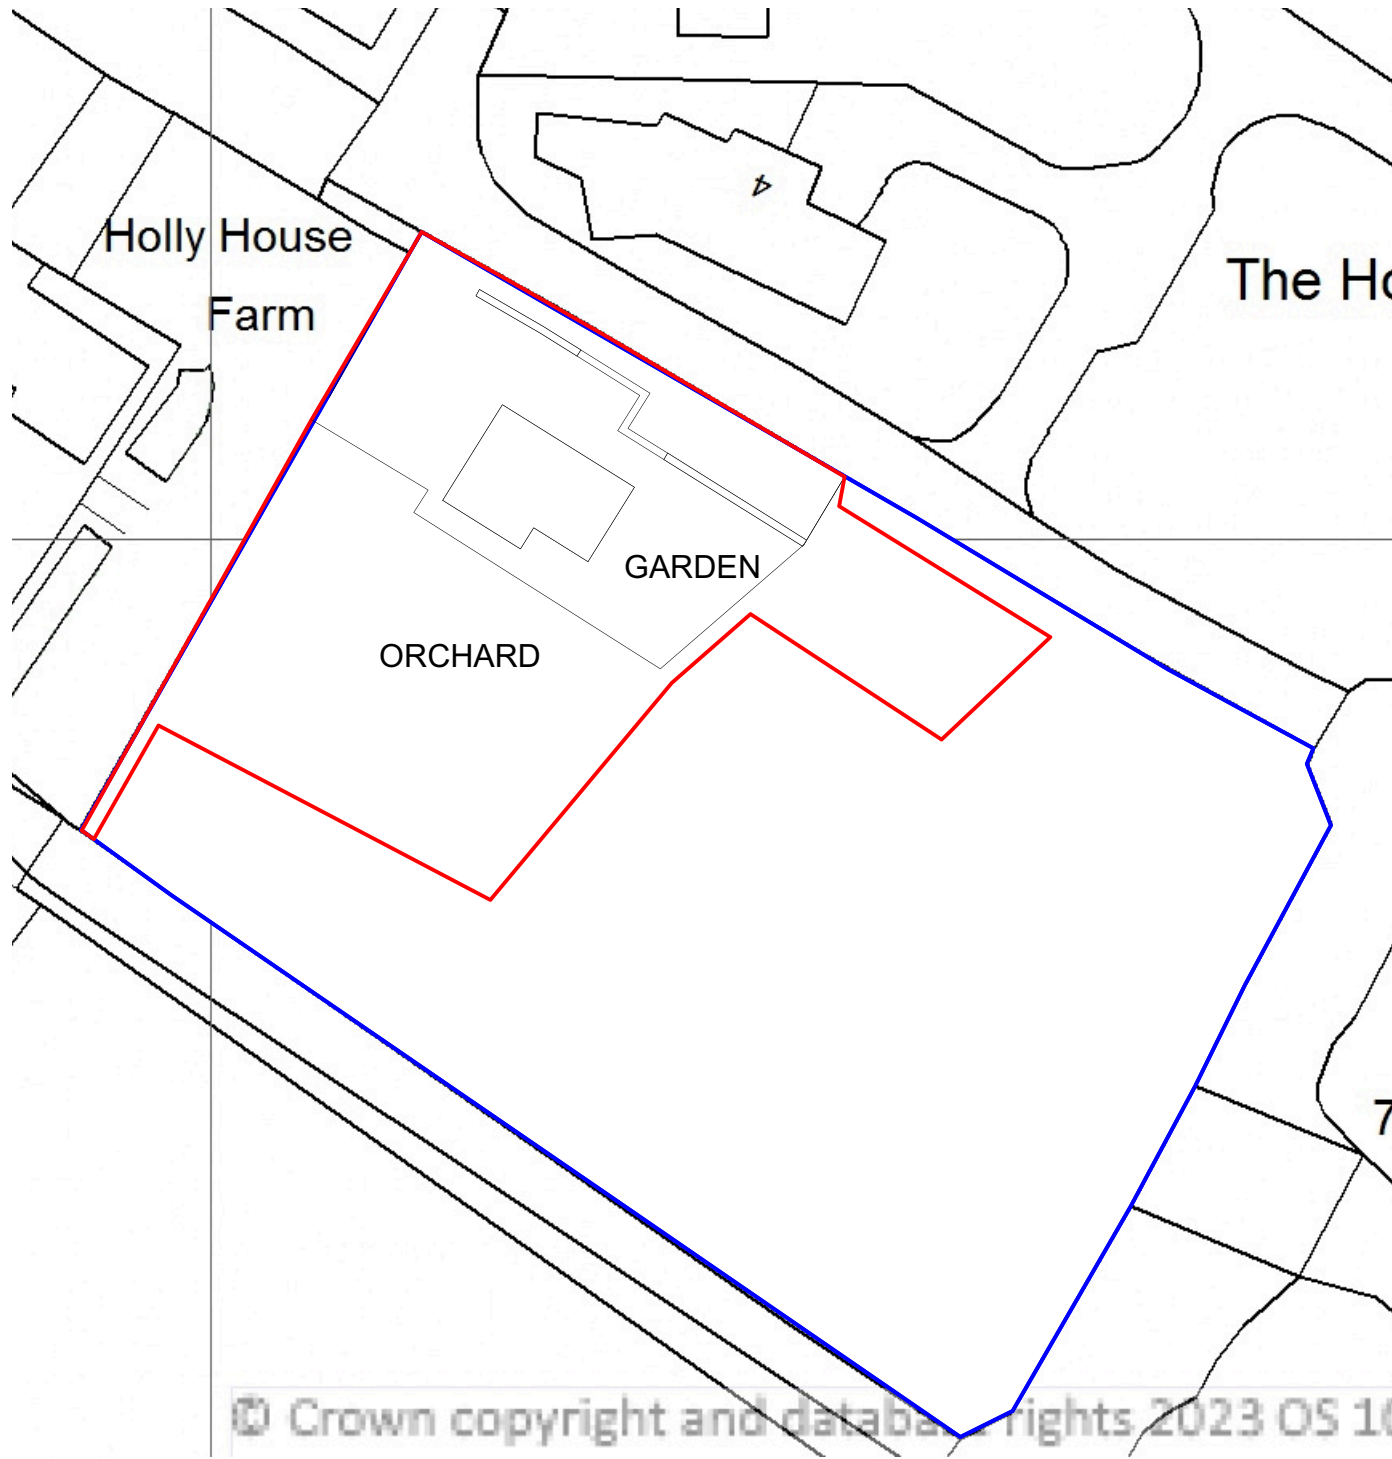 4
Holly House
Farm
The Ho
GARDEN
ORCHARD
7
© Crown copyright and database rights 2023 OS 10